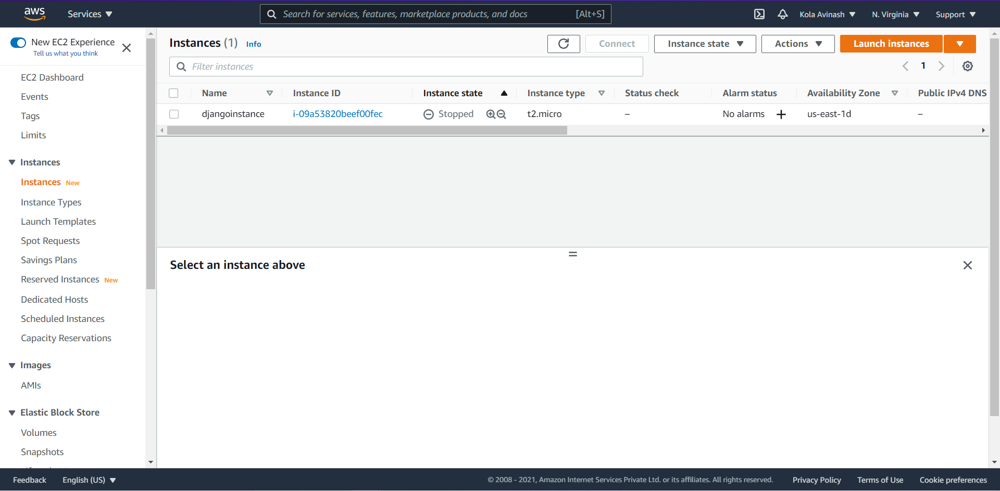 aws Services Search for services, features, marketplace products, and docs [Alt+S] Kola Avinash N. Virginia Support
New EC2 Experience
Tell us what you think
EC2 Dashboard
Events
Tags
Limits
Instances
Instances New
Instance Types
Launch Templates
Spot Requests
Savings Plans
Reserved Instances New
Dedicated Hosts
Scheduled Instances
Capacity Reservations
Images
AMIs
Elastic Block Store
Volumes
Snapshots
Instances (1) Info Connect Instance state Actions Launch instances
Filter instances 1
Name Instance ID Instance state Instance type Status check Alarm status Availability Zone Public IPv4 DNS
djangoinstance i-09a53820beef00fec Stopped t2.micro – No alarms us-east-1d –
Select an instance above
Feedback English (US) © 2008 - 2021, Amazon Internet Services Private Ltd. or its affiliates. All rights reserved. Privacy Policy Terms of Use Cookie preferences